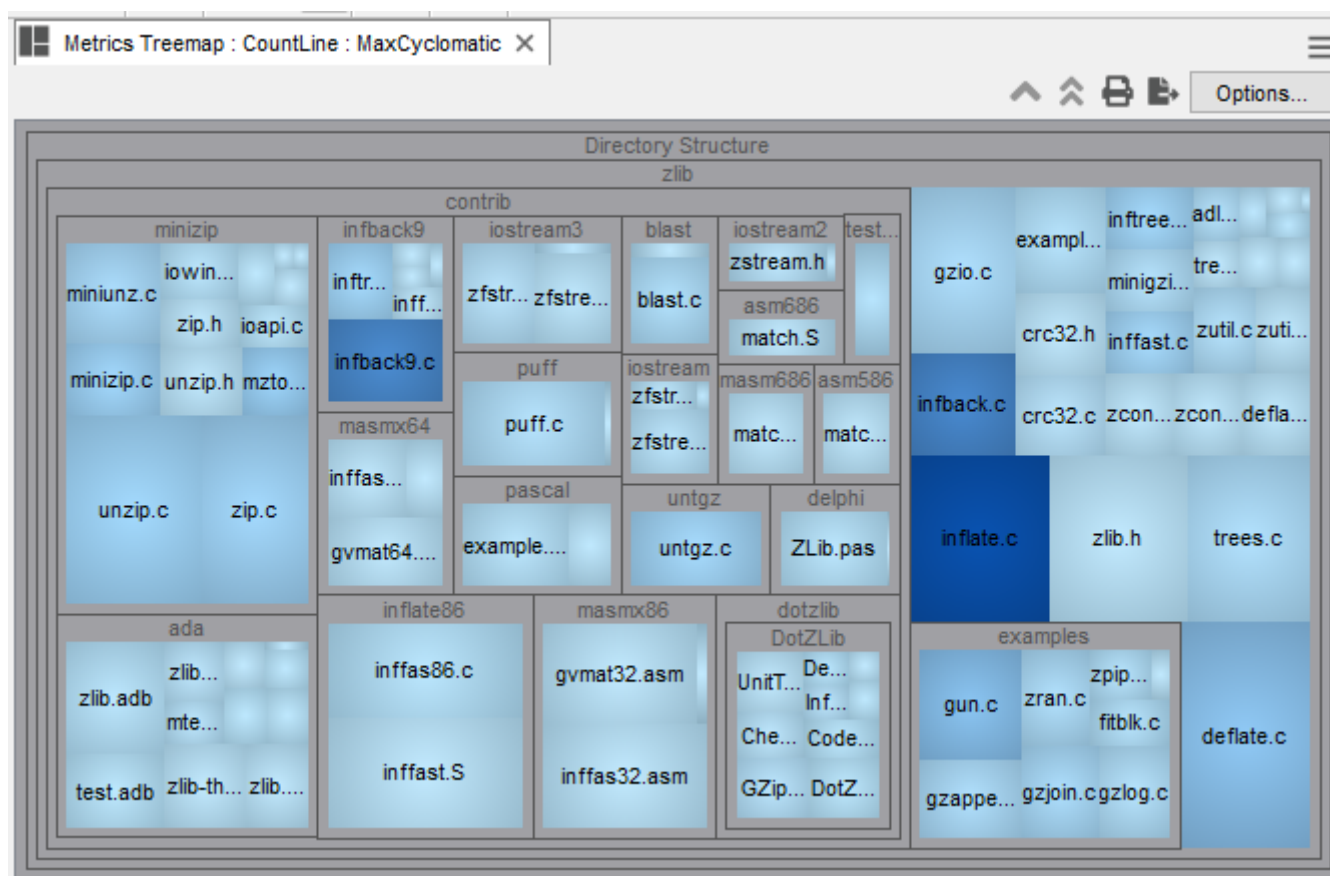 Metrics Treemap : CountLine : MaxCyclomatic
Options...
Directory Structure
zlib
contrib
minizip
miniunz.c
iowin...
zip.h
ioapi.c
minizip.c
unzip.h
mzto...
unzip.c
zip.c
ada
zlib.adb
zlib...
mte...
test.adb
zlib-th...
zlib....
infback9
inftr...
inff...
infback9.c
masmx64
inffas...
gvmat64....
iostream3
zfstr...
zfstre...
puff
puff.c
pascal
example....
blast
blast.c
iostream
zfstr...
zfstre...
iostream2
zstream.h
asm686
match.S
test...
masm686
matc...
asm586
matc...
untgz
untgz.c
delphi
ZLib.pas
inflate86
inffas86.c
inffast.S
masmx86
gvmat32.asm
inffas32.asm
dotzlib
DotZLib
UnitT...
De...
Inf...
Che...
Code...
GZip...
DotZ...
gzio.c
exampl...
inftree...
adl...
minigzi...
tre...
crc32.h
inffast.c
zutil.c
zuti...
infback.c
crc32.c
zcon...
zcon...
defla...
inflate.c
zlib.h
trees.c
examples
gun.c
zran.c
zpip...
fitblk.c
gzappe...
gzjoin.c
gzlog.c
deflate.c